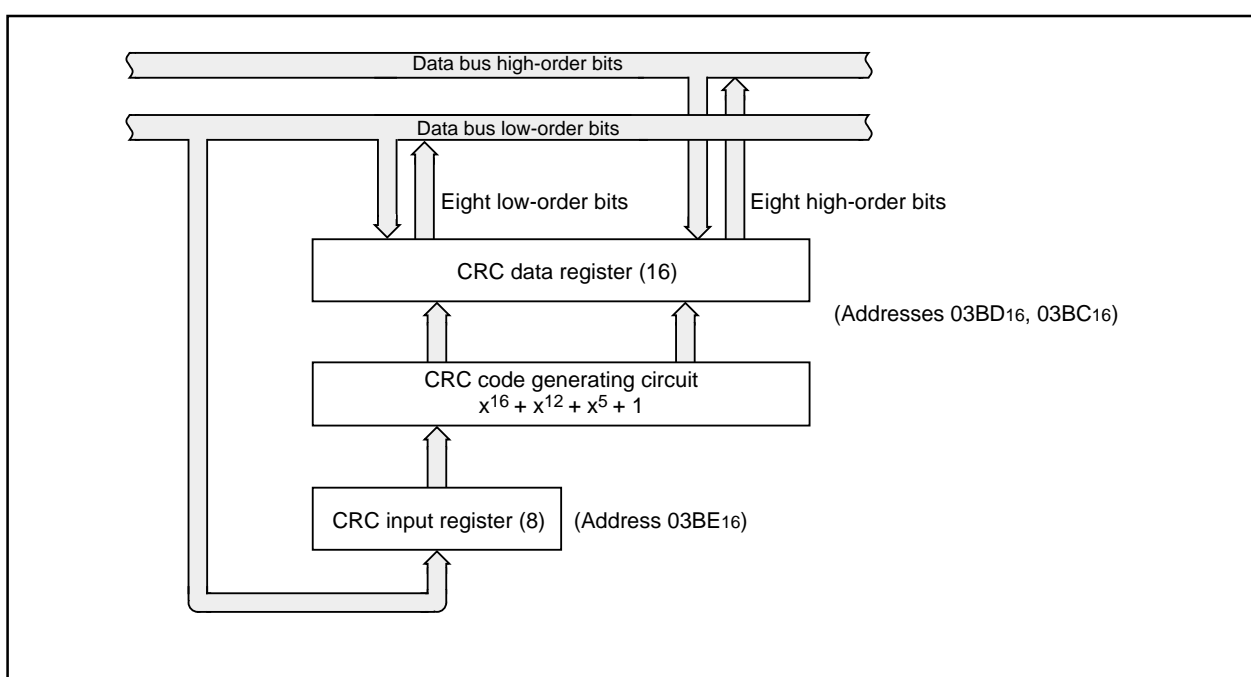 Data bus high-order bits
Data bus low-order bits
Eight low-order bits
Eight high-order bits
CRC data register (16)
(Addresses 03BD₁₆, 03BC₁₆)
CRC code generating circuit
x¹⁶ + x¹² + x⁵ + 1
CRC input register (8)
(Address 03BE₁₆)